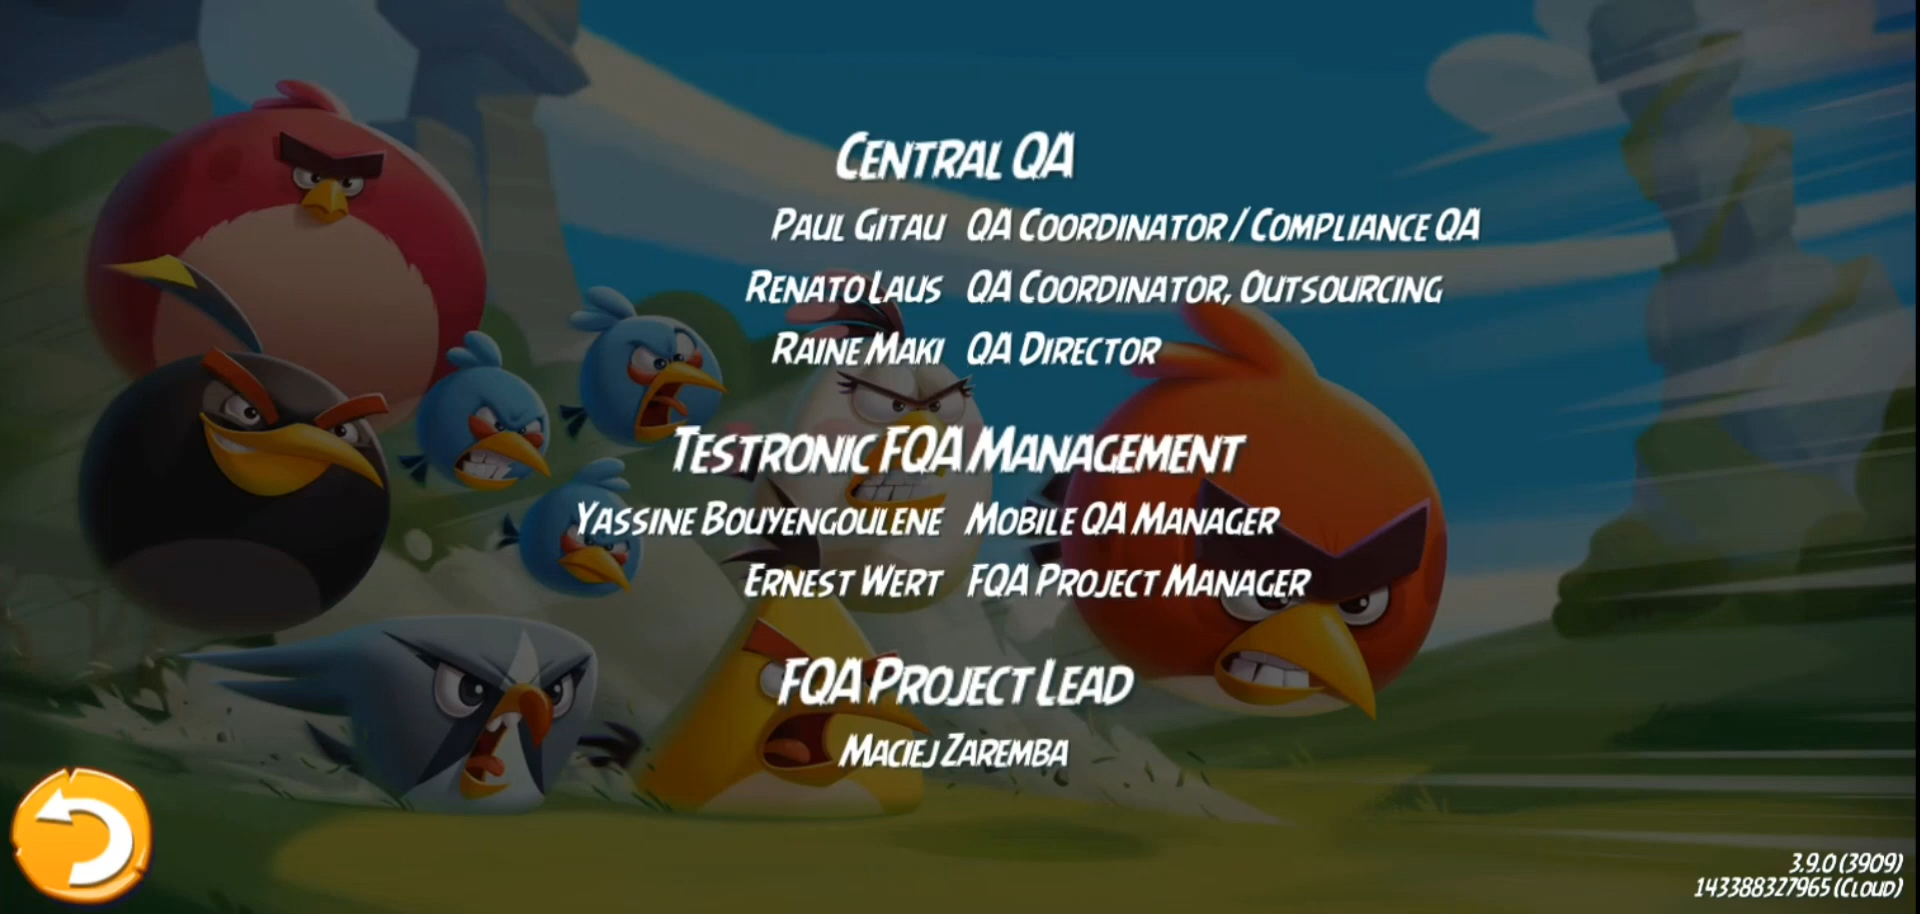 Central QA
Paul Gitau QA Coordinator / Compliance QA
Renato Laus QA Coordinator, Outsourcing
Raine Maki QA Director
Testronic FQA Management
Yassine Bouyengoulene Mobile QA Manager
Ernest Wert FQA Project Manager
FQA Project Lead
Maciej Zaremba
3.9.0 (3909)
143388327965 (Cloud)